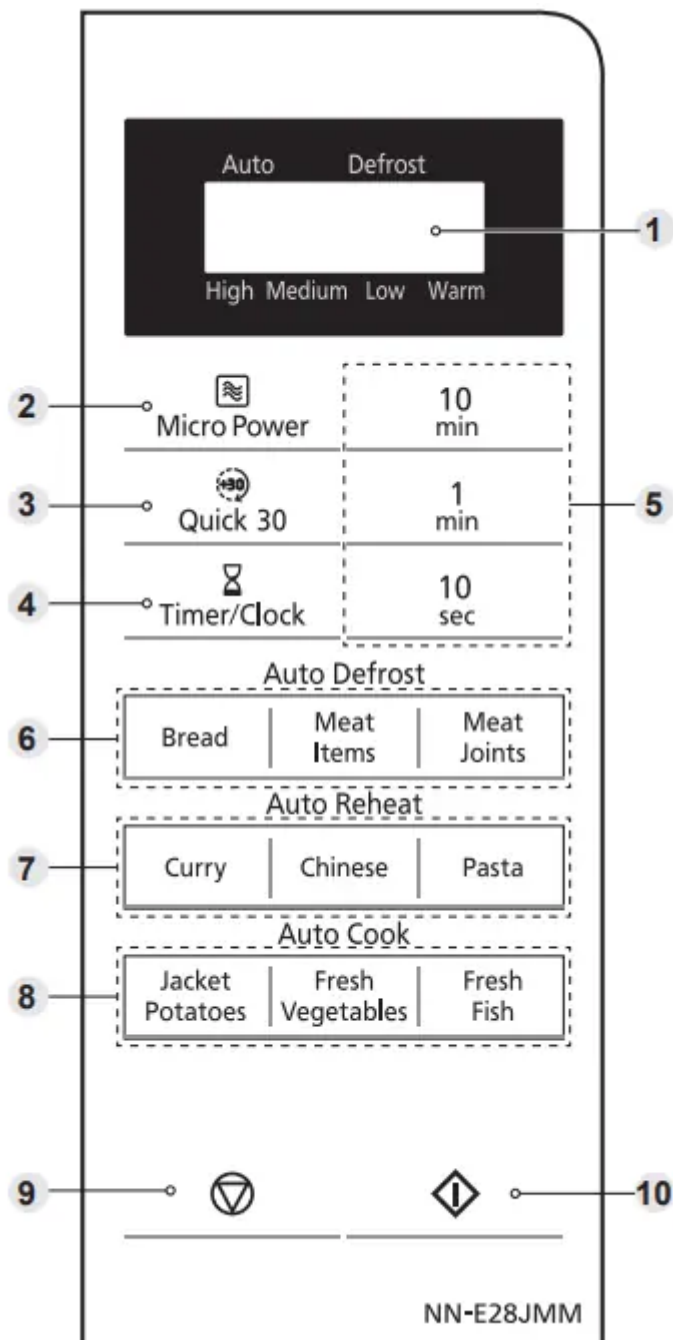 Auto Defrost
1
High Medium Low Warm
2
Micro Power
10
min
3
+30
Quick 30
1
min
5
4
Timer/Clock
10
sec
Auto Defrost
6
Bread
Meat
Items
Meat
Joints
Auto Reheat
7
Curry
Chinese
Pasta
Auto Cook
8
Jacket
Potatoes
Fresh
Vegetables
Fresh
Fish
9
10
NN-E28JMM